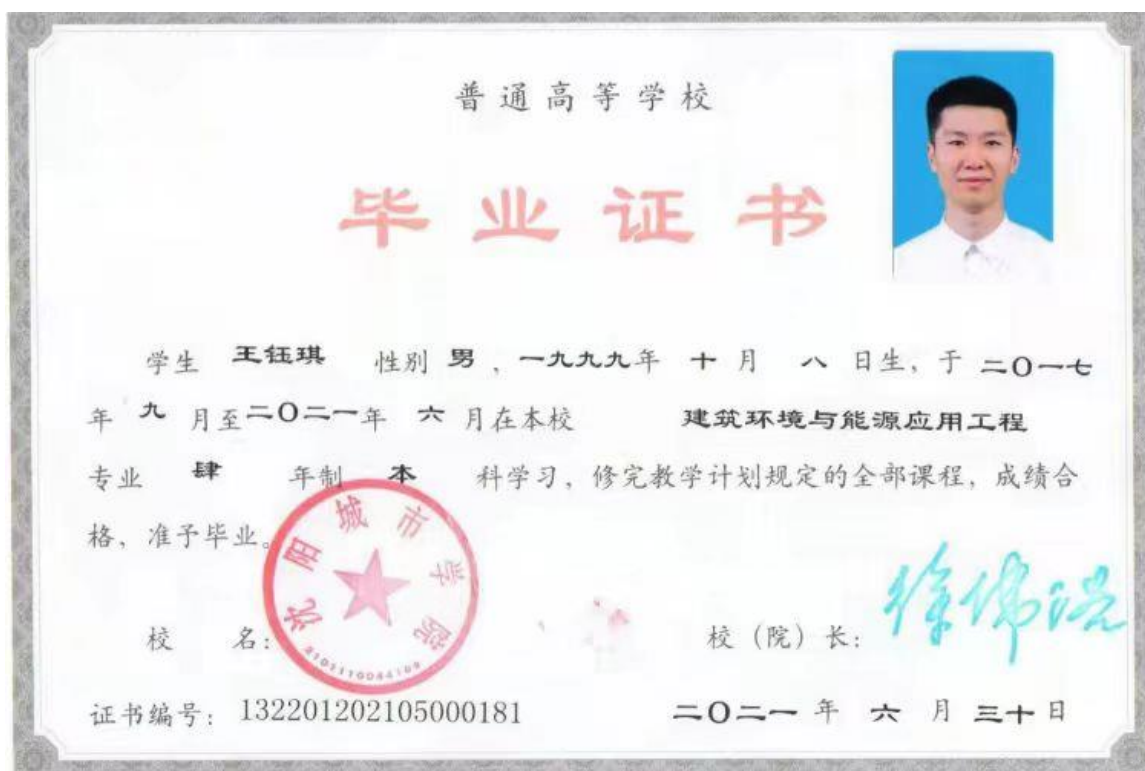 普通高等学校
毕业证书
学生 王钰琪 性别 男 、一九九九年 十 月 八 日生，于 二〇一七
年 九 月至二〇二一年 六 月在本校 建筑环境与能源应用工程
专业 肆 年制 本 科学习，修完教学计划规定的全部课程，成绩合
格、准予毕业。
沈阳城市学院
校 名：
校（院）长：
徐伟浩
证书编号：132201202105000181
二〇二一 年 六 月 三十日